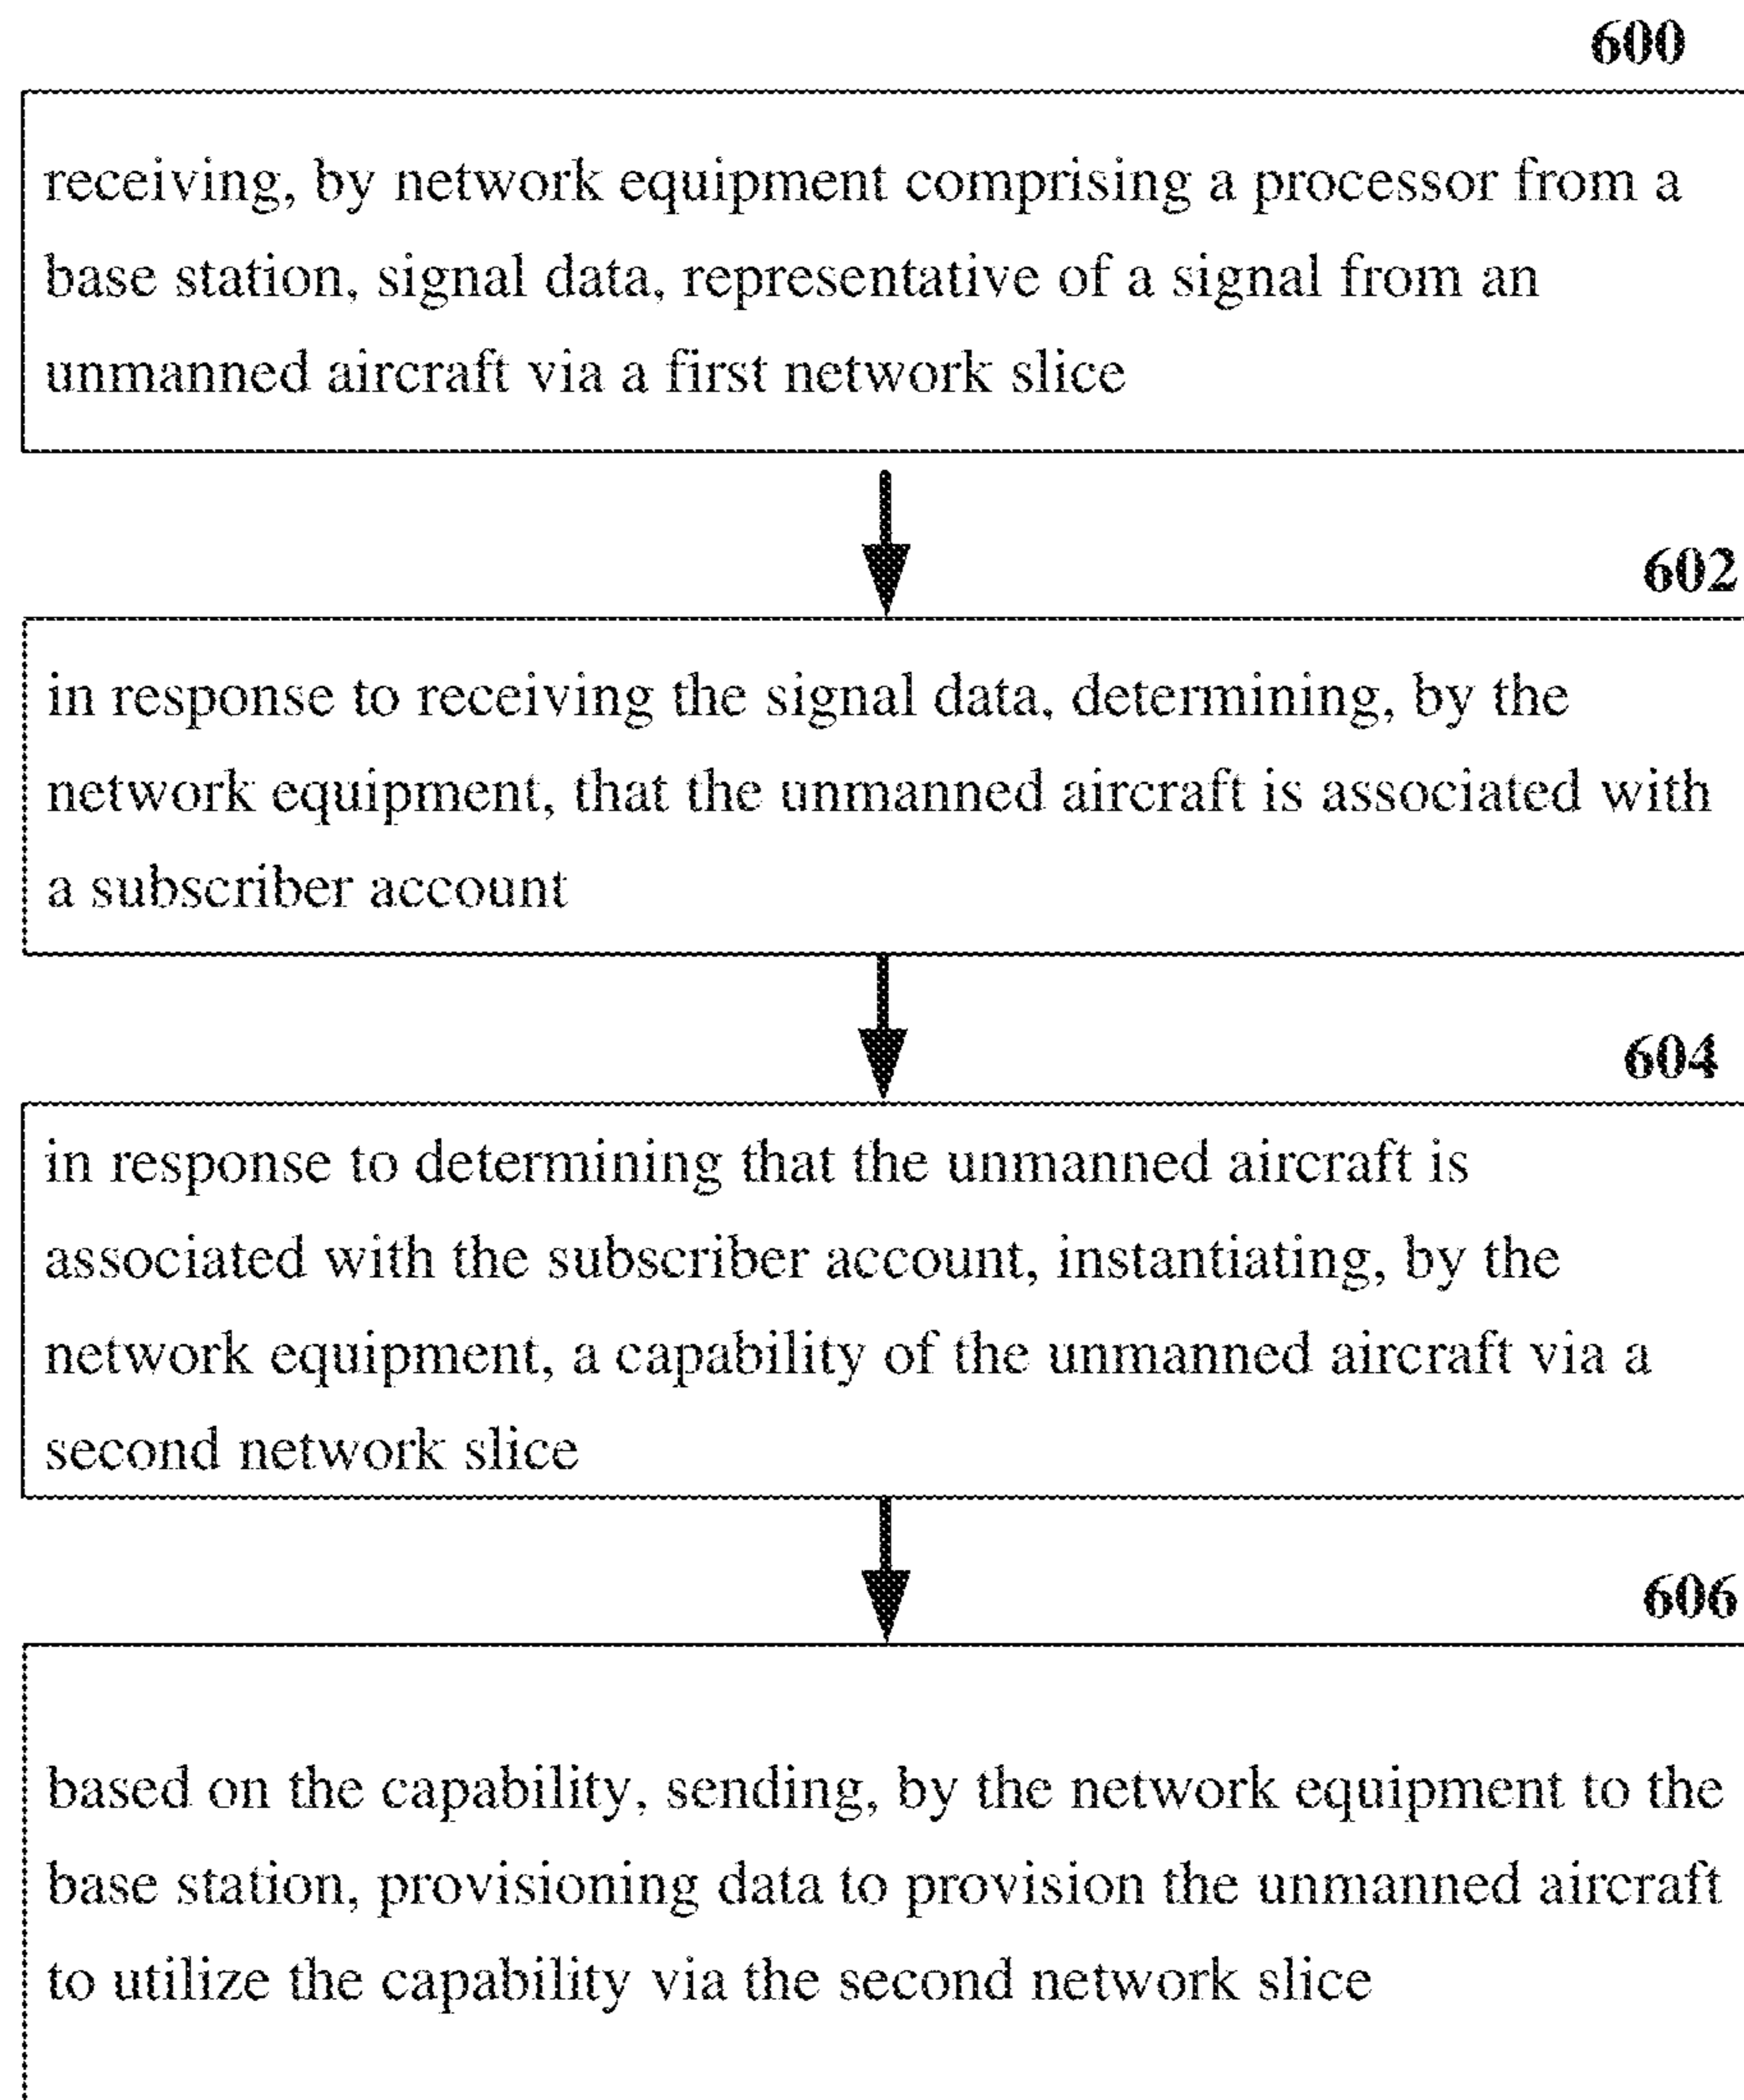 600
receiving, by network equipment comprising a processor from a
base station, signal data, representative of a signal from an
unmanned aircraft via a first network slice
602
in response to receiving the signal data, determining, by the
network equipment, that the unmanned aircraft is associated with
a subscriber account
604
in response to determining that the unmanned aircraft is
associated with the subscriber account, instantiating, by the
network equipment, a capability of the unmanned aircraft via a
second network slice
606
based on the capability, sending, by the network equipment to the
base station, provisioning data to provision the unmanned aircraft
to utilize the capability via the second network slice